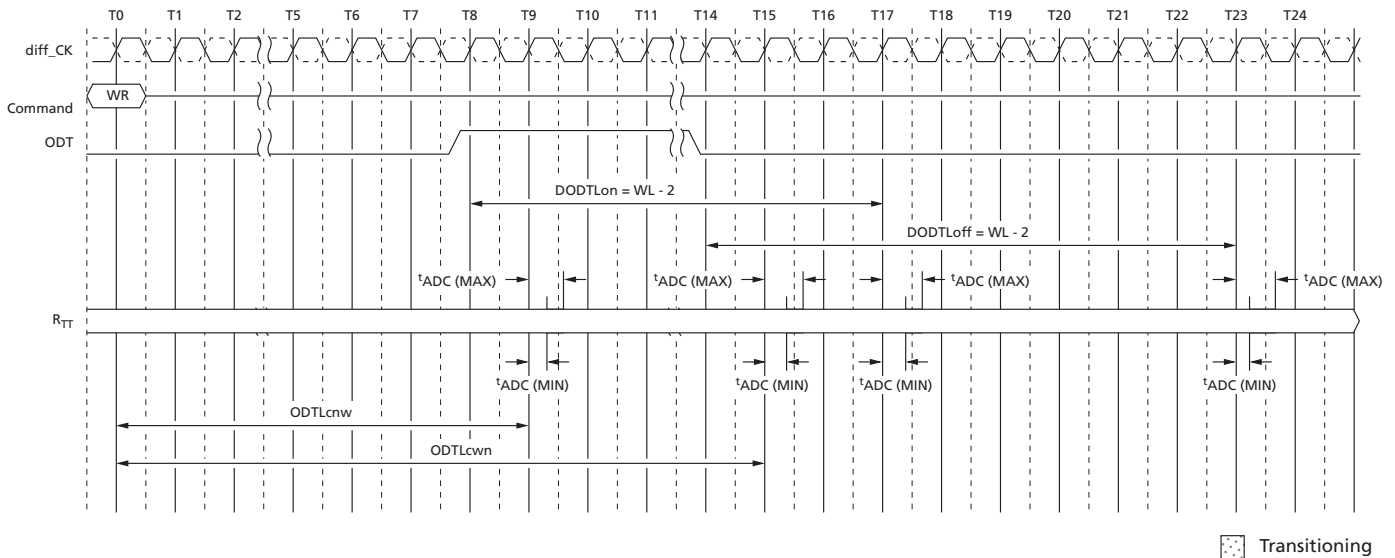 T0 T1 T2 T5 T6 T7 T8 T9 T10 T11 T14 T15 T16 T17 T18 T19 T20 T21 T22 T23 T24
diff_CK
WR
Command
ODT
DODTLon = WL - 2
DODTLoff = WL - 2
tADC (MAX) tADC (MAX) tADC (MAX) tADC (MAX)
RTT
tADC (MIN) tADC (MIN) tADC (MIN) tADC (MIN)
ODTLcnw
ODTLcwn
Transitioning